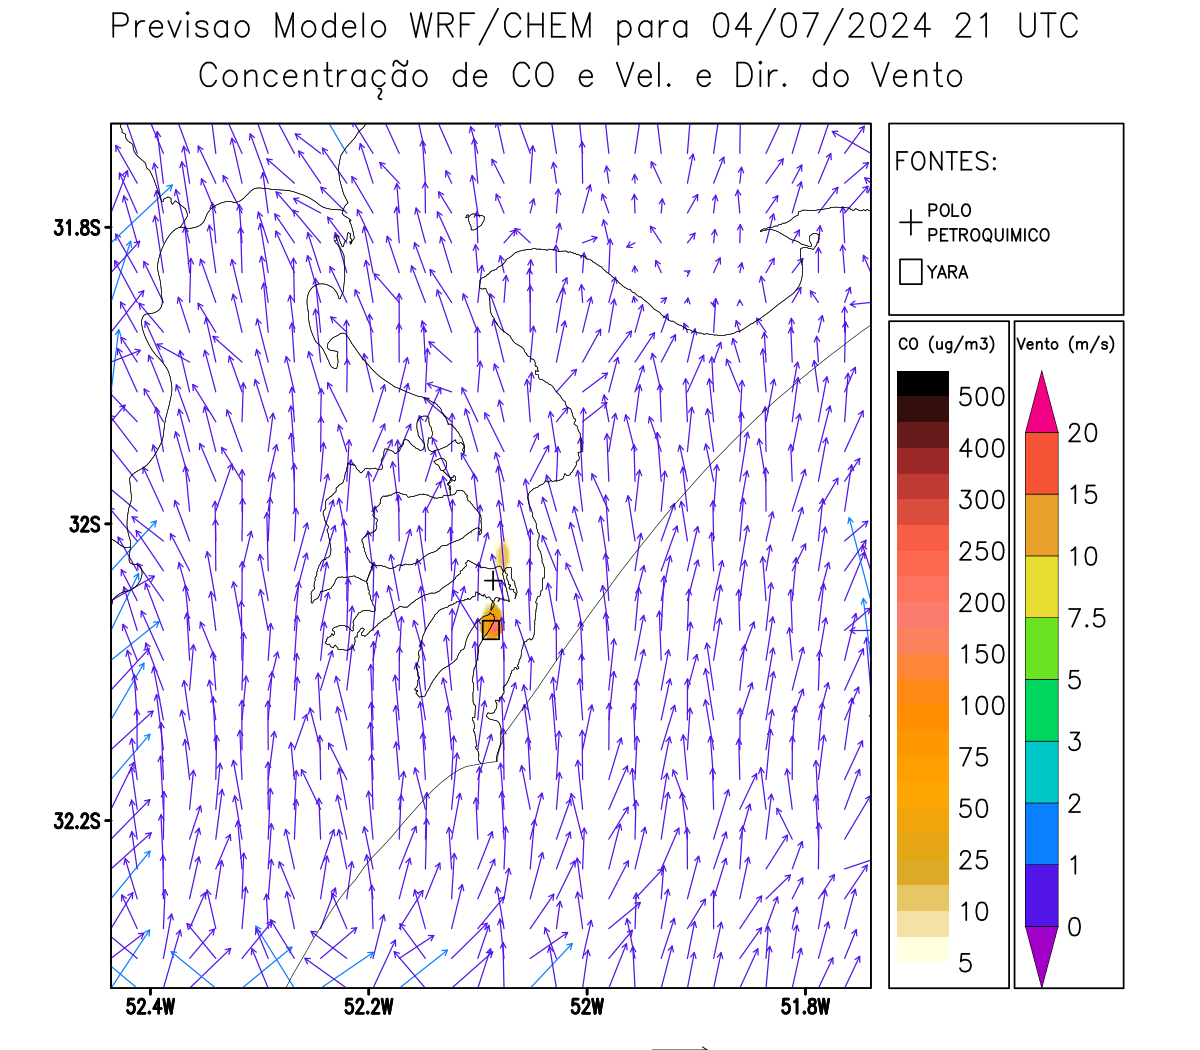 Previsao Modelo WRF/CHEM para 04/07/2024 21 UTC
Concentração de CO e Vel. e Dir. do Vento
FONTES:
POLO
PETROQUIMICO
YARA
CO (ug/m3)
500
400
300
250
200
150
100
75
50
25
10
5
Vento (m/s)
20
15
10
7.5
5
3
2
1
0
31.8S
32S
32.2S
52.4W
52.2W
52W
51.8W